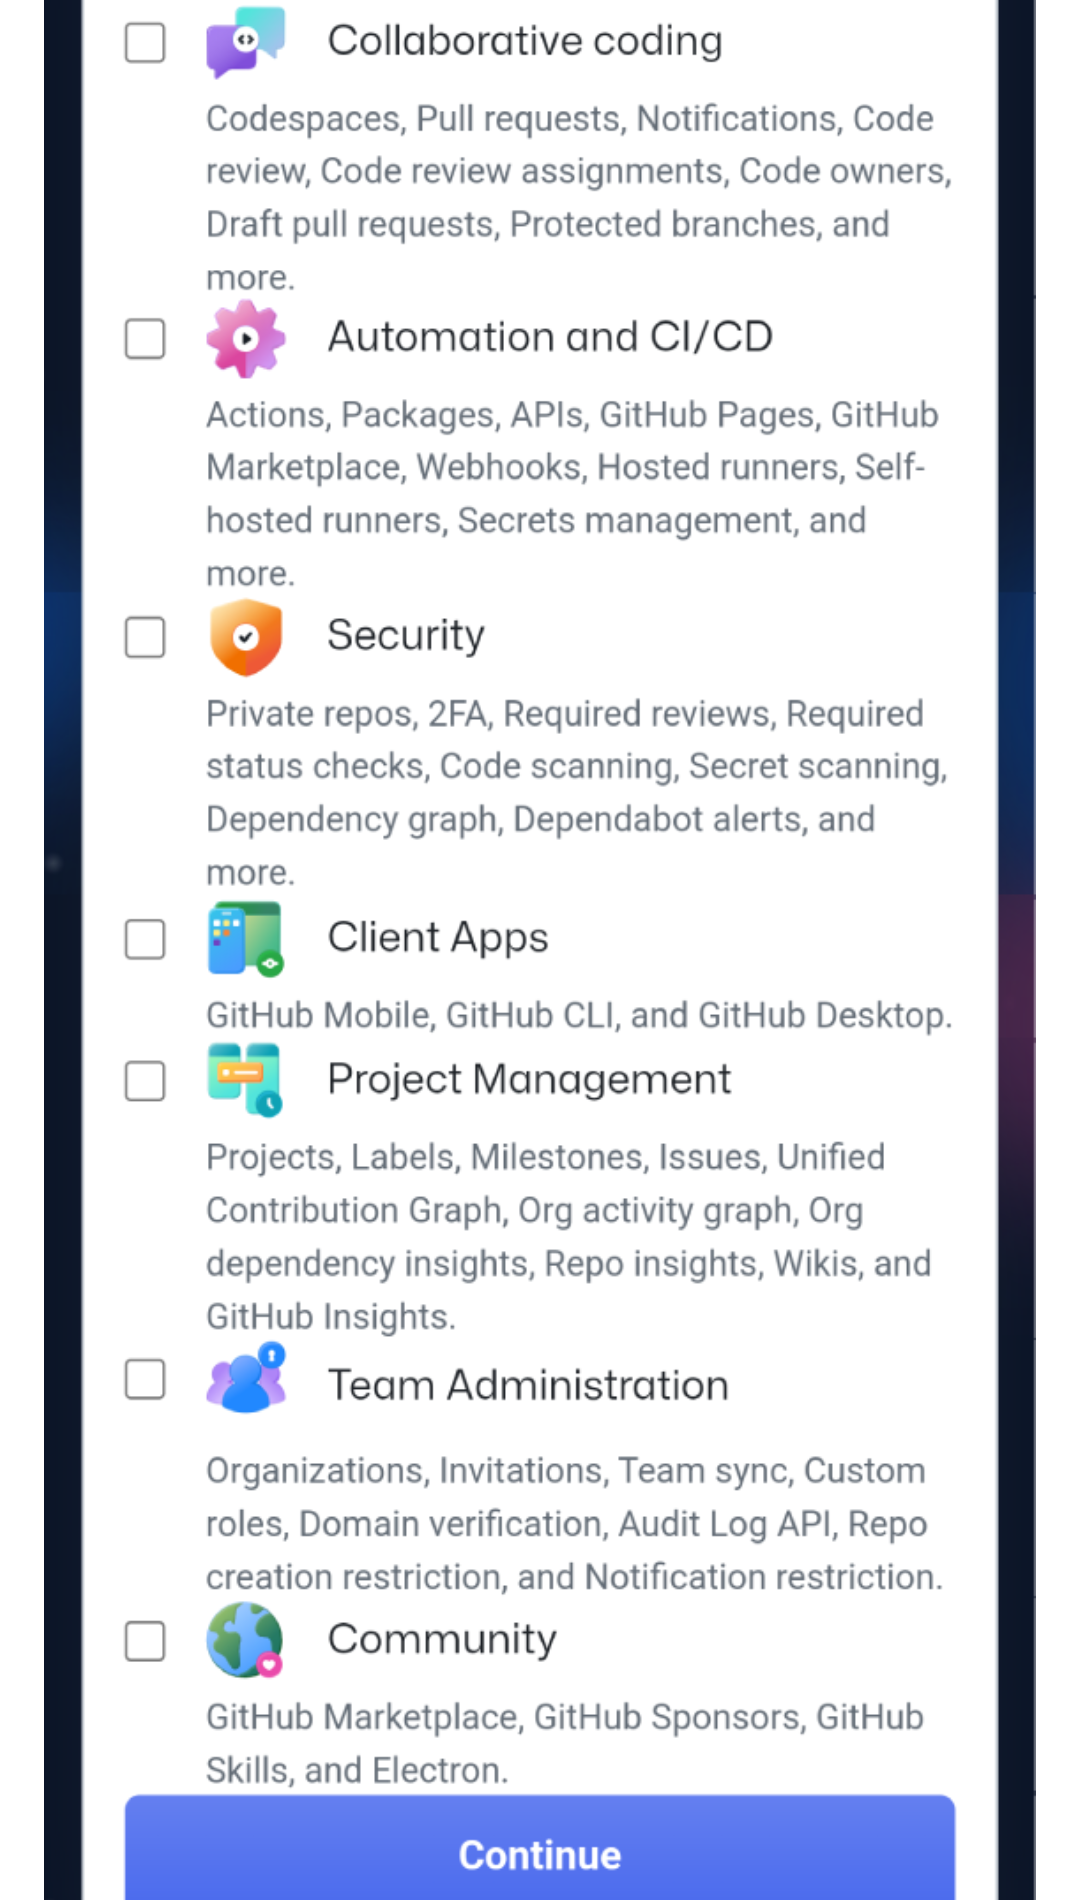 Collaborative coding
Codespaces, Pull requests, Notifications, Code
review, Code review assignments, Code owners,
Draft pull requests, Protected branches, and
more.
Automation and CI/CD
Actions, Packages, APIs, GitHub Pages, GitHub
Marketplace, Webhooks, Hosted runners, Self-
hosted runners, Secrets management, and
more.
Security
Private repos, 2FA, Required reviews, Required
status checks, Code scanning, Secret scanning,
Dependency graph, Dependabot alerts, and
more.
Client Apps
GitHub Mobile, GitHub CLI, and GitHub Desktop.
Project Management
Projects, Labels, Milestones, Issues, Unified
Contribution Graph, Org activity graph, Org
dependency insights, Repo insights, Wikis, and
GitHub Insights.
Team Administration
Organizations, Invitations, Team sync, Custom
roles, Domain verification, Audit Log API, Repo
creation restriction, and Notification restriction.
Community
GitHub Marketplace, GitHub Sponsors, GitHub
Skills, and Electron.
Continue